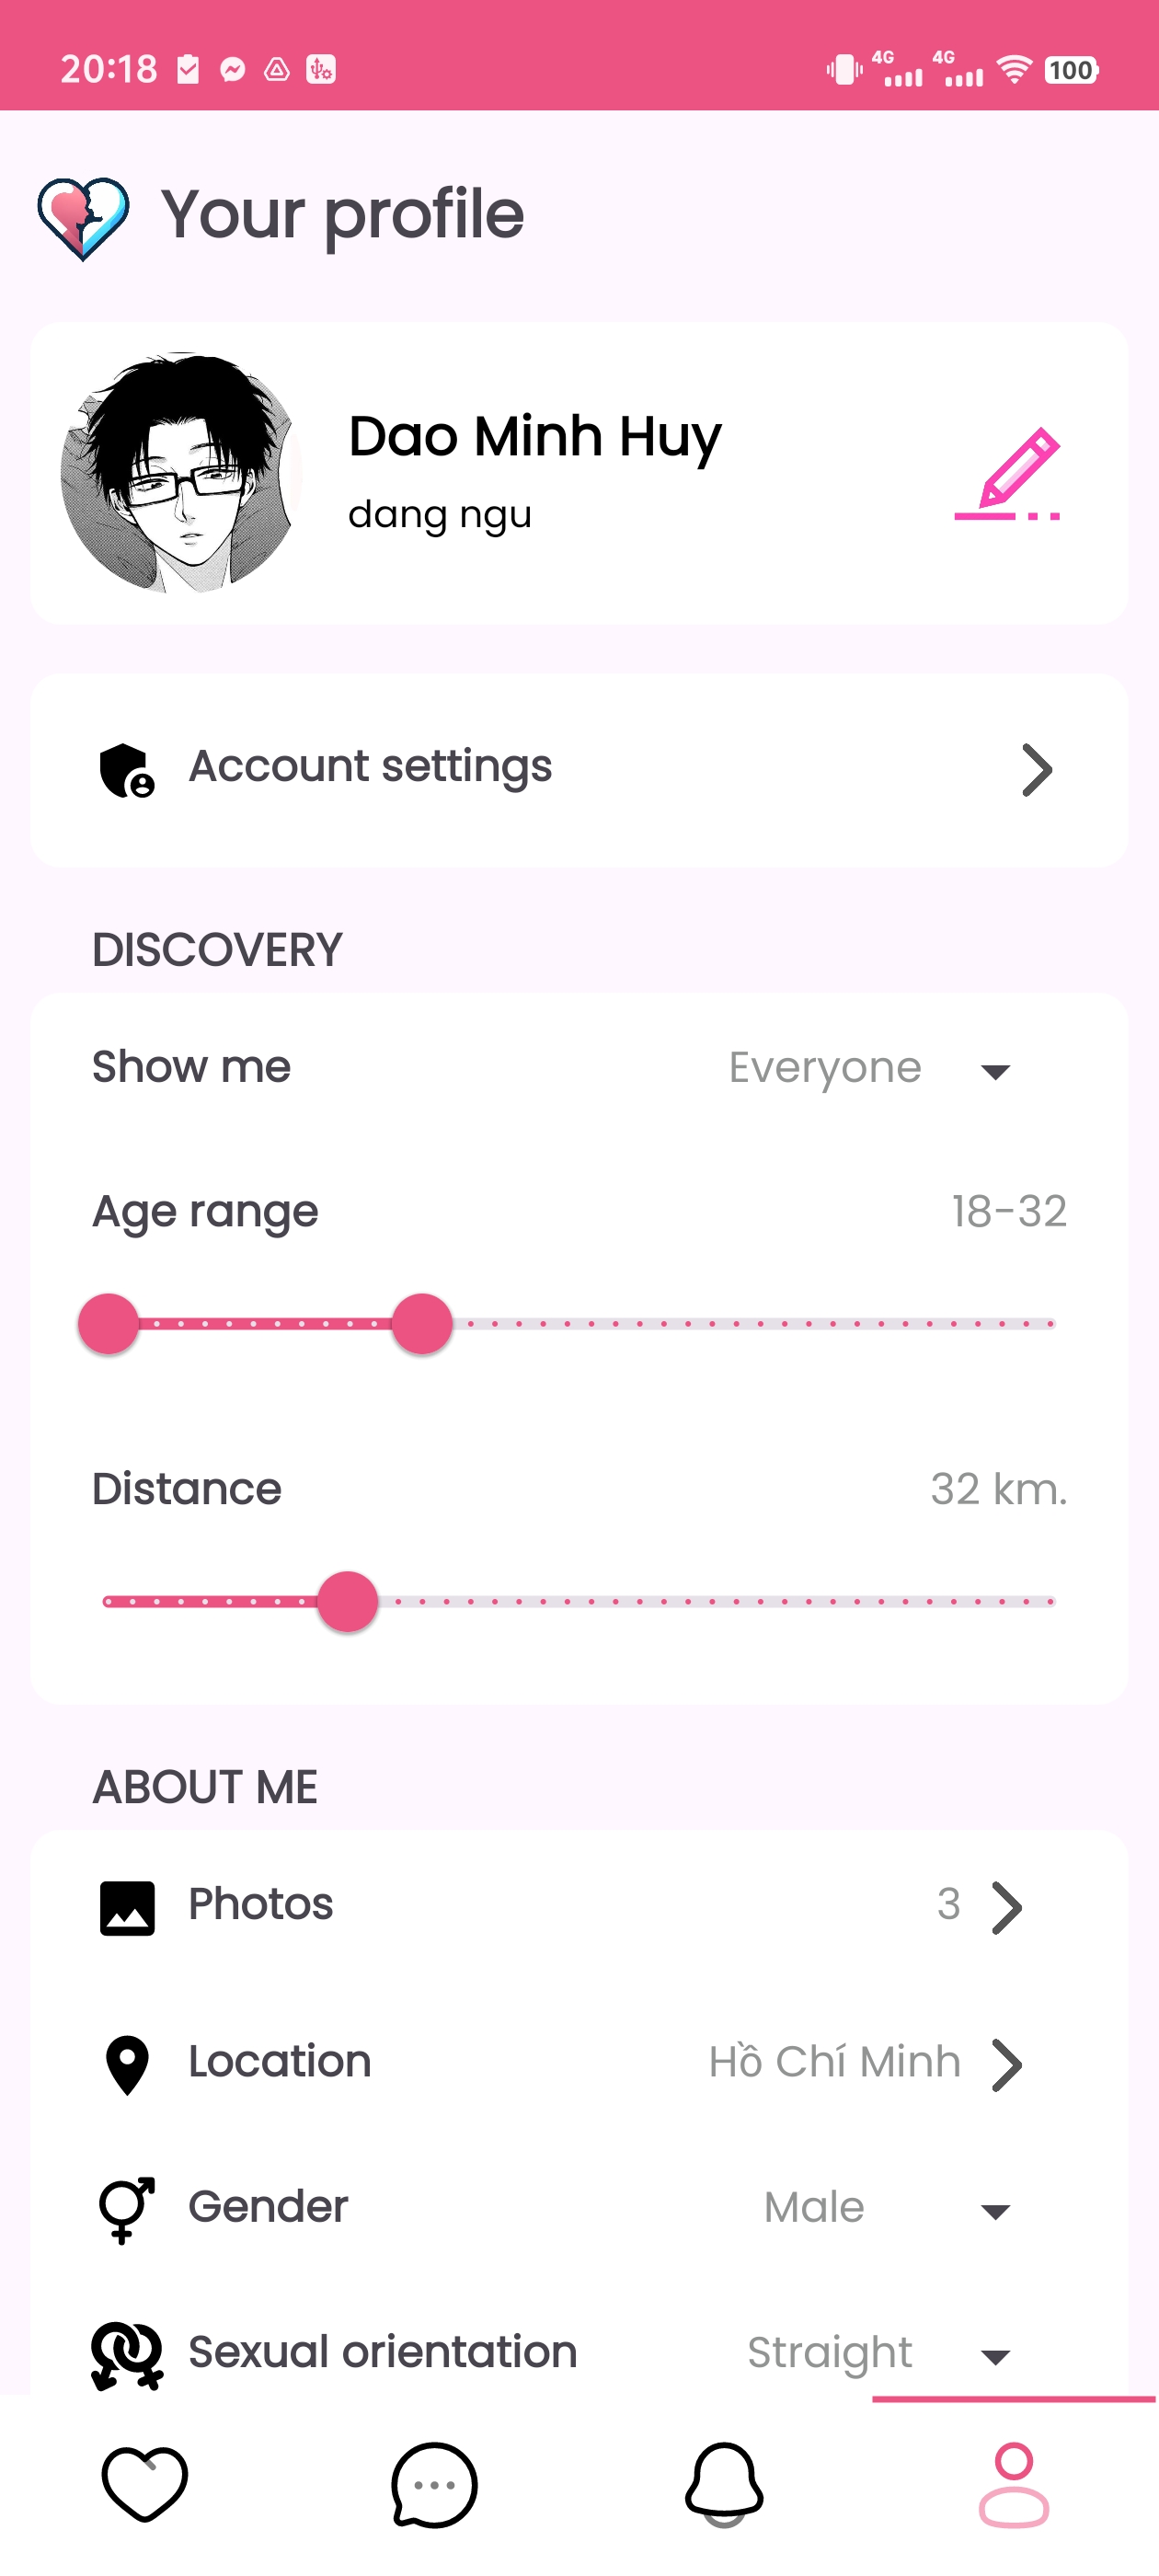 20:18
4G 4G 100
Your profile
Dao Minh Huy
dang ngu
Account settings
DISCOVERY
Show me Everyone
Age range 18-32
Distance 32 km.
ABOUT ME
Photos 3
Location Hồ Chí Minh
Gender Male
Sexual orientation Straight